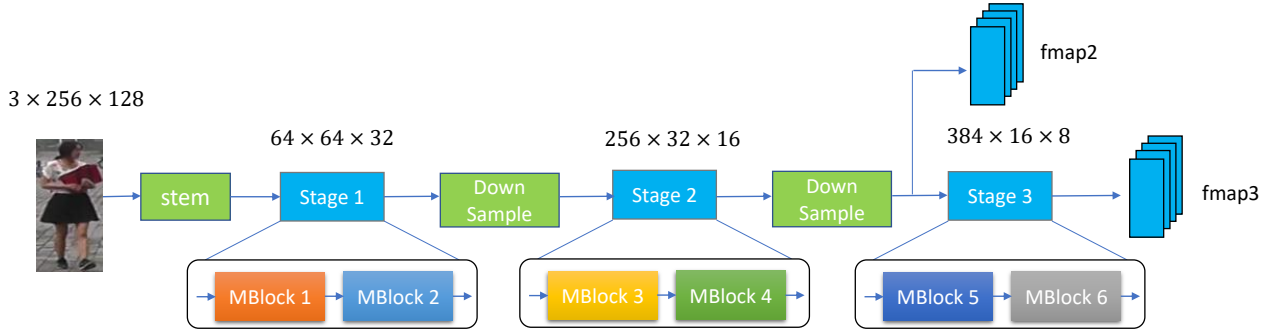 fmap2
3 × 256 × 128
64 × 64 × 32
256 × 32 × 16
384 × 16 × 8
stem
Stage 1
Down
Sample
Stage 2
Down
Sample
Stage 3
fmap3
MBlock 1
MBlock 2
MBlock 3
MBlock 4
MBlock 5
MBlock 6